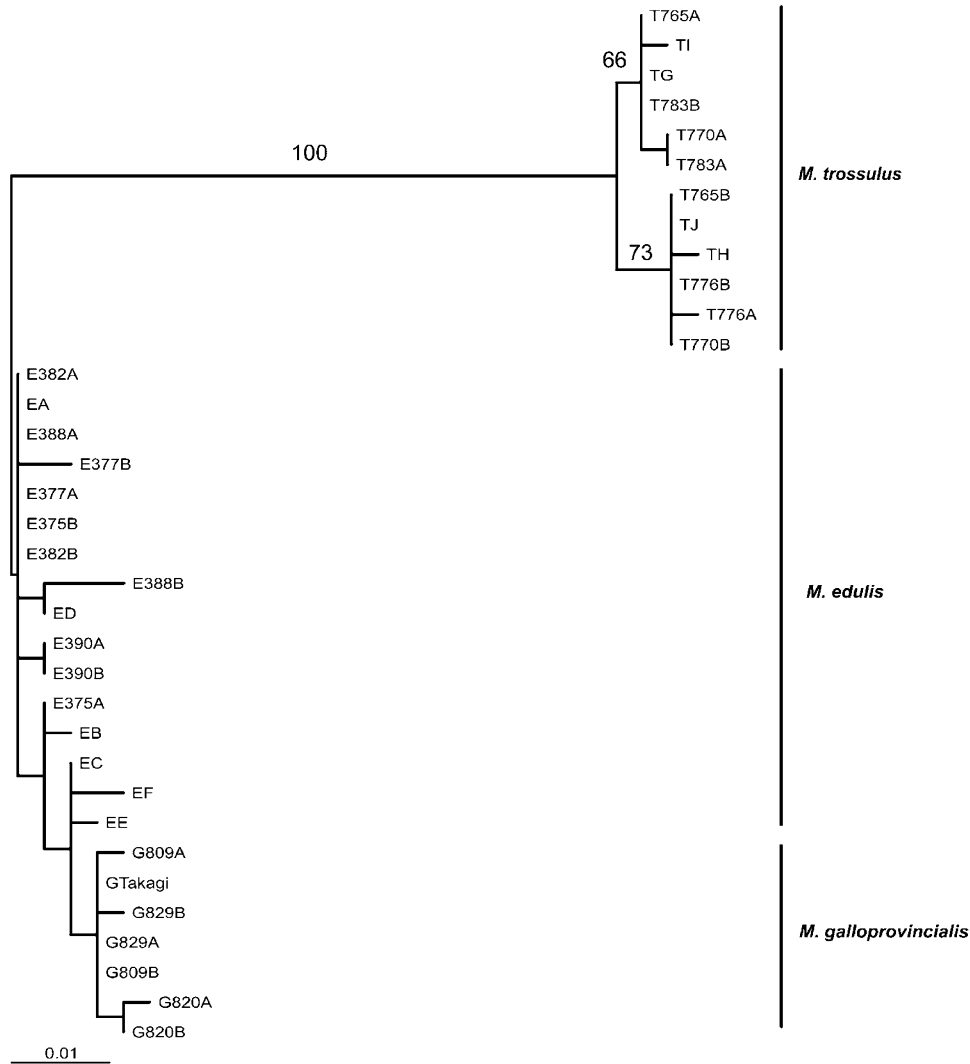 T765A
TI
66
TG
T783B
T770A
100
T783A
M. trossulus
T765B
TJ
73
TH
T776B
T776A
T770B
E382A
EA
E388A
E377B
E377A
E375B
E382B
E388B
M. edulis
ED
E390A
E390B
E375A
EB
EC
EF
EE
G809A
GTakagi
G829B
M. galloprovincialis
G829A
G809B
G820A
G820B
0.01